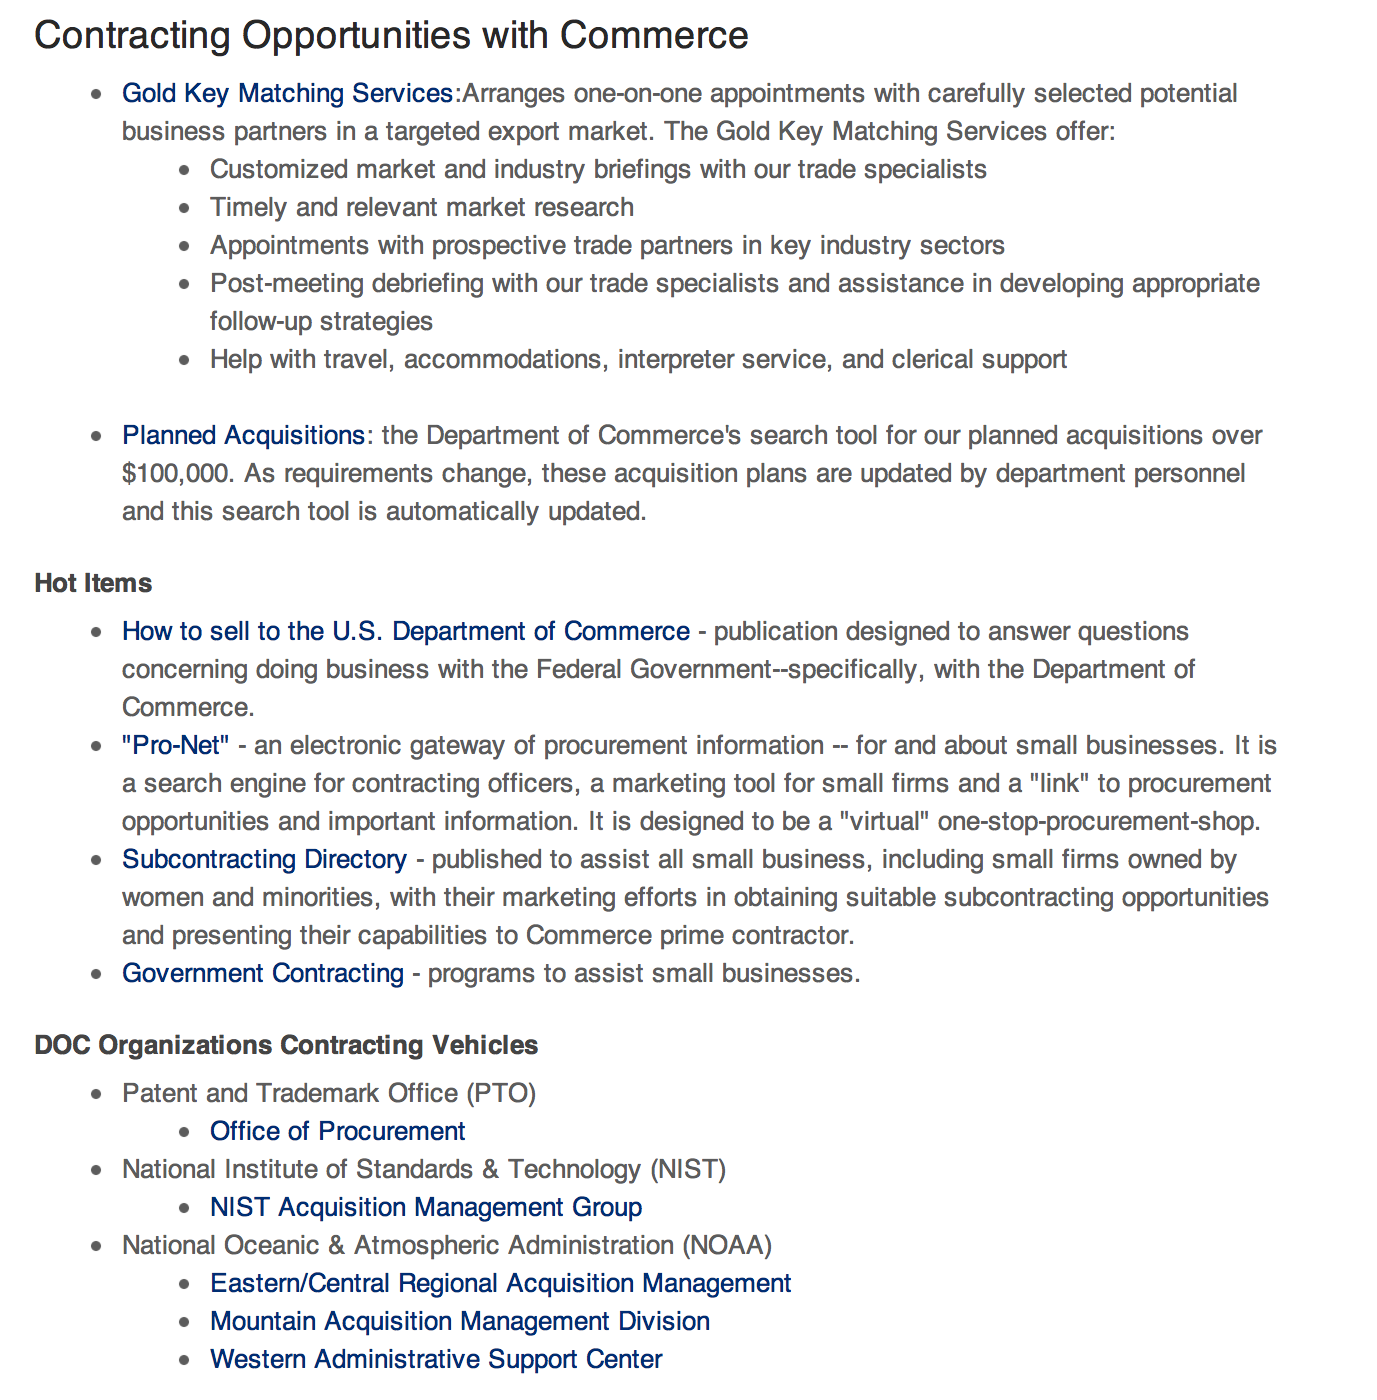 Contracting Opportunities with Commerce
Gold Key Matching Services:Arranges one-on-one appointments with carefully selected potential
business partners in a targeted export market. The Gold Key Matching Services offer:
Customized market and industry briefings with our trade specialists
Timely and relevant market research
Appointments with prospective trade partners in key industry sectors
Post-meeting debriefing with our trade specialists and assistance in developing appropriate
follow-up strategies
Help with travel, accommodations, interpreter service, and clerical support
Planned Acquisitions: the Department of Commerce's search tool for our planned acquisitions over
$100,000. As requirements change, these acquisition plans are updated by department personnel
and this search tool is automatically updated.
Hot Items
How to sell to the U.S. Department of Commerce - publication designed to answer questions
concerning doing business with the Federal Government--specifically, with the Department of
Commerce.
"Pro-Net" - an electronic gateway of procurement information -- for and about small businesses. It is
a search engine for contracting officers, a marketing tool for small firms and a "link" to procurement
opportunities and important information. It is designed to be a "virtual" one-stop-procurement-shop.
Subcontracting Directory - published to assist all small business, including small firms owned by
women and minorities, with their marketing efforts in obtaining suitable subcontracting opportunities
and presenting their capabilities to Commerce prime contractor.
Government Contracting - programs to assist small businesses.
DOC Organizations Contracting Vehicles
Patent and Trademark Office (PTO)
Office of Procurement
National Institute of Standards & Technology (NIST)
NIST Acquisition Management Group
National Oceanic & Atmospheric Administration (NOAA)
Eastern/Central Regional Acquisition Management
Mountain Acquisition Management Division
Western Administrative Support Center